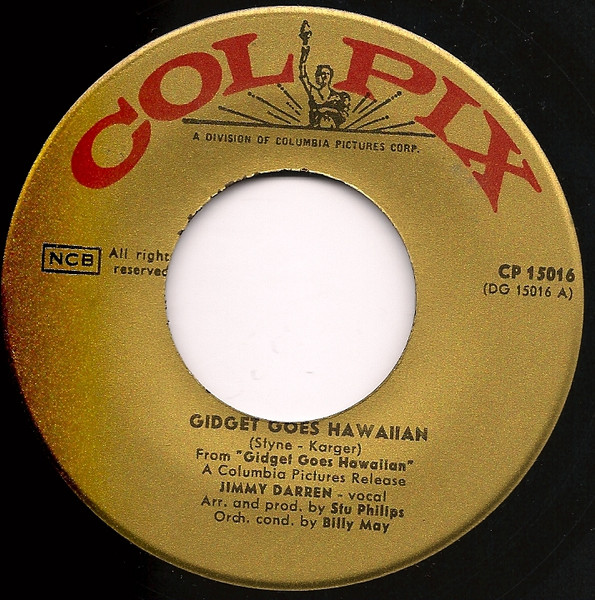 COLPIX
A DIVISION OF COLUMBIA PICTURES CORP.
NCB
All right
reserved
CP 15016
(DG 15016 A)
GIDGET GOES HAWAIIAN
(Styne - Karger)
From "Gidget Goes Hawaiian"
A Columbia Pictures Release
JIMMY DARREN - vocal
Arr. and prod. by Stu Philips
Orch. cond. by Billy May